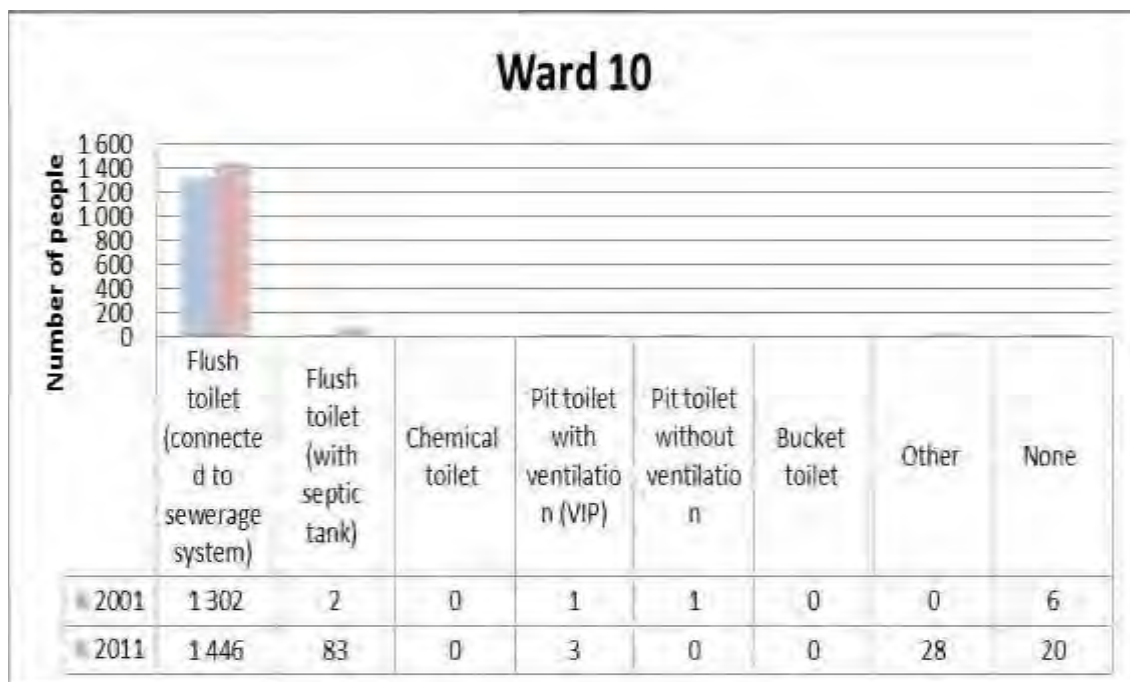 Ward 10
Number of people
1 600
1 400
1 200
1 000
800
600
400
200
0
Flush
toilet
(connecte
d to
sewerage
system)
Flush
toilet
(with
septic
tank)
Chemical
toilet
Pit toilet
with
ventilatio
n (VIP)
Pit toilet
without
ventilatio
n
Bucket
toilet
Other
None
2001 1 302 2 0 1 1 0 0 6
2011 1 446 83 0 3 0 0 28 20